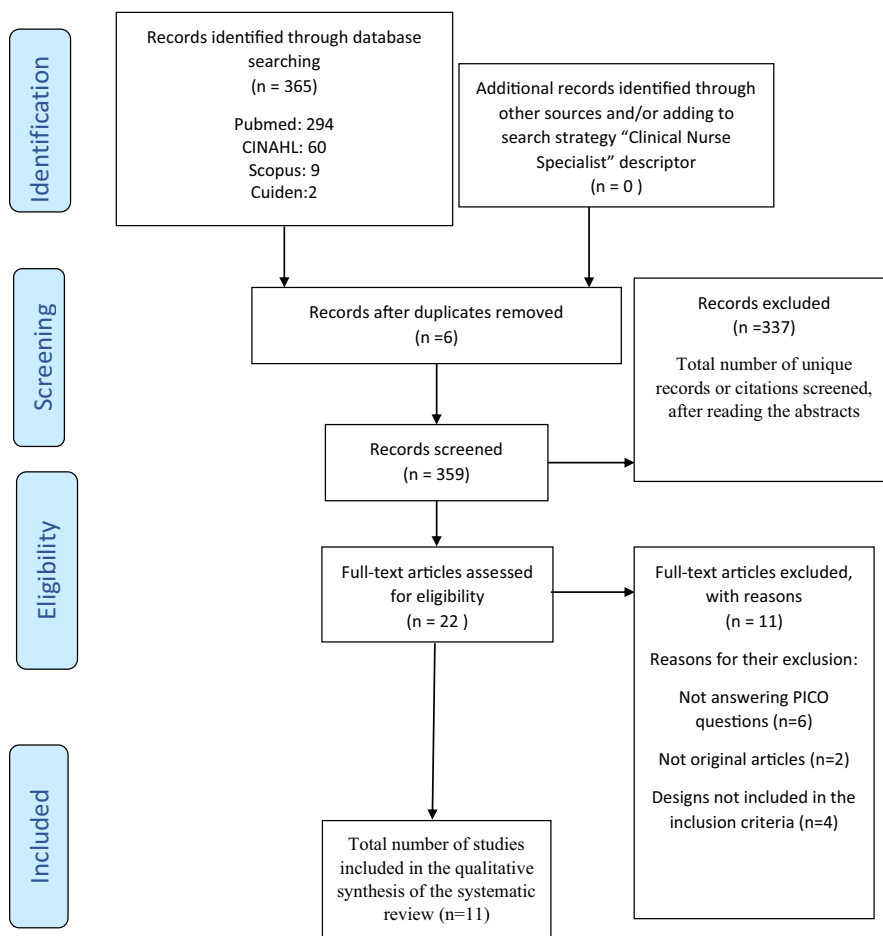 Identification
Records identified through database
searching
(n = 365)
Pubmed: 294
CINAHL: 60
Scopus: 9
Cuiden:2
Additional records identified through
other sources and/or adding to
search strategy “Clinical Nurse
Specialist” descriptor
(n = 0 )
Screening
Records after duplicates removed
(n =6)
Records excluded
(n =337)
Total number of unique
records or citations screened,
after reading the abstracts
Records screened
(n = 359)
Eligibility
Full-text articles assessed
for eligibility
(n = 22 )
Full-text articles excluded,
with reasons
(n = 11)
Reasons for their exclusion:
Not answering PICO
questions (n=6)
Not original articles (n=2)
Designs not included in the
inclusion criteria (n=4)
Included
Total number of studies
included in the qualitative
synthesis of the systematic
review (n=11)